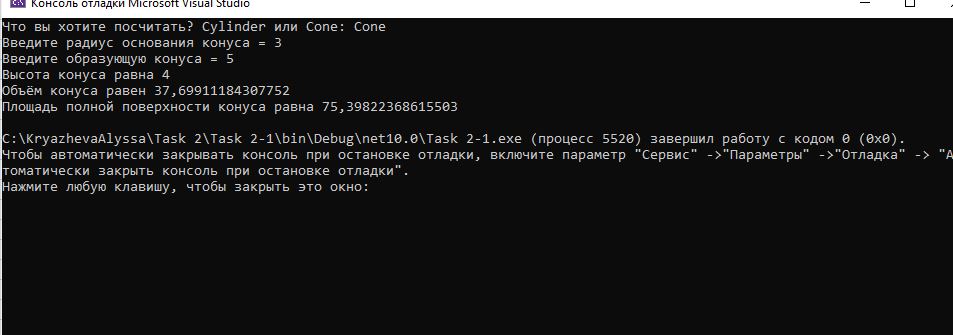 Консоль отладки Microsoft Visual Studio
Что вы хотите посчитать? Cylinder или Cone: Cone
Введите радиус основания конуса = 3
Введите образующую конуса = 5
Высота конуса равна 4
Объём конуса равен 37,69911184307752
Площадь полной поверхности конуса равна 75,39822368615503
C:\KryazhevaAlyssa\Task 2\Task 2-1\bin\Debug\net10.0\Task 2-1.exe (процесс 5520) завершил работу с кодом 0 (0x0).
Чтобы автоматически закрывать консоль при остановке отладки, включите параметр "Сервис" ->"Параметры" ->"Отладка" -> "А
томатически закрыть консоль при остановке отладки".
Нажмите любую клавишу, чтобы закрыть это окно: